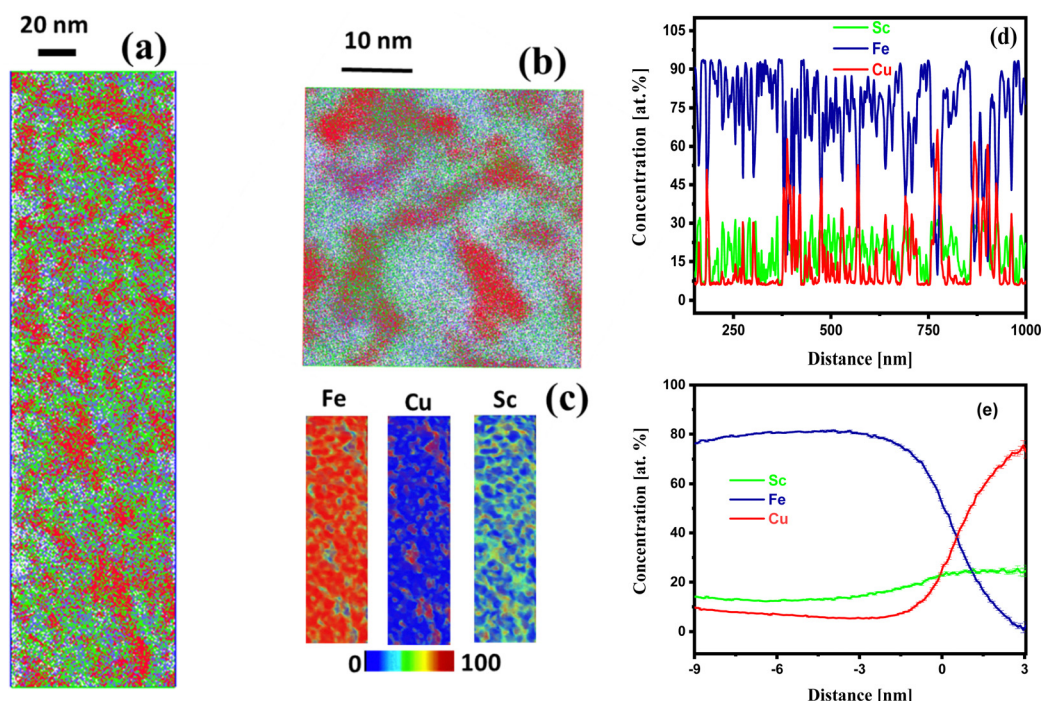 20 nm
(a)
10 nm
(b)
Fe Cu Sc
(c)
0 100
Concentration [at.%]
105
90
75
60
45
30
15
0
Sc
Fe
Cu
(d)
250 500 750 1000
Distance [nm]
Concentration [at. %]
100
80
60
40
20
0
Sc
Fe
Cu
(e)
-9 -6 -3 0 3
Distance [nm]